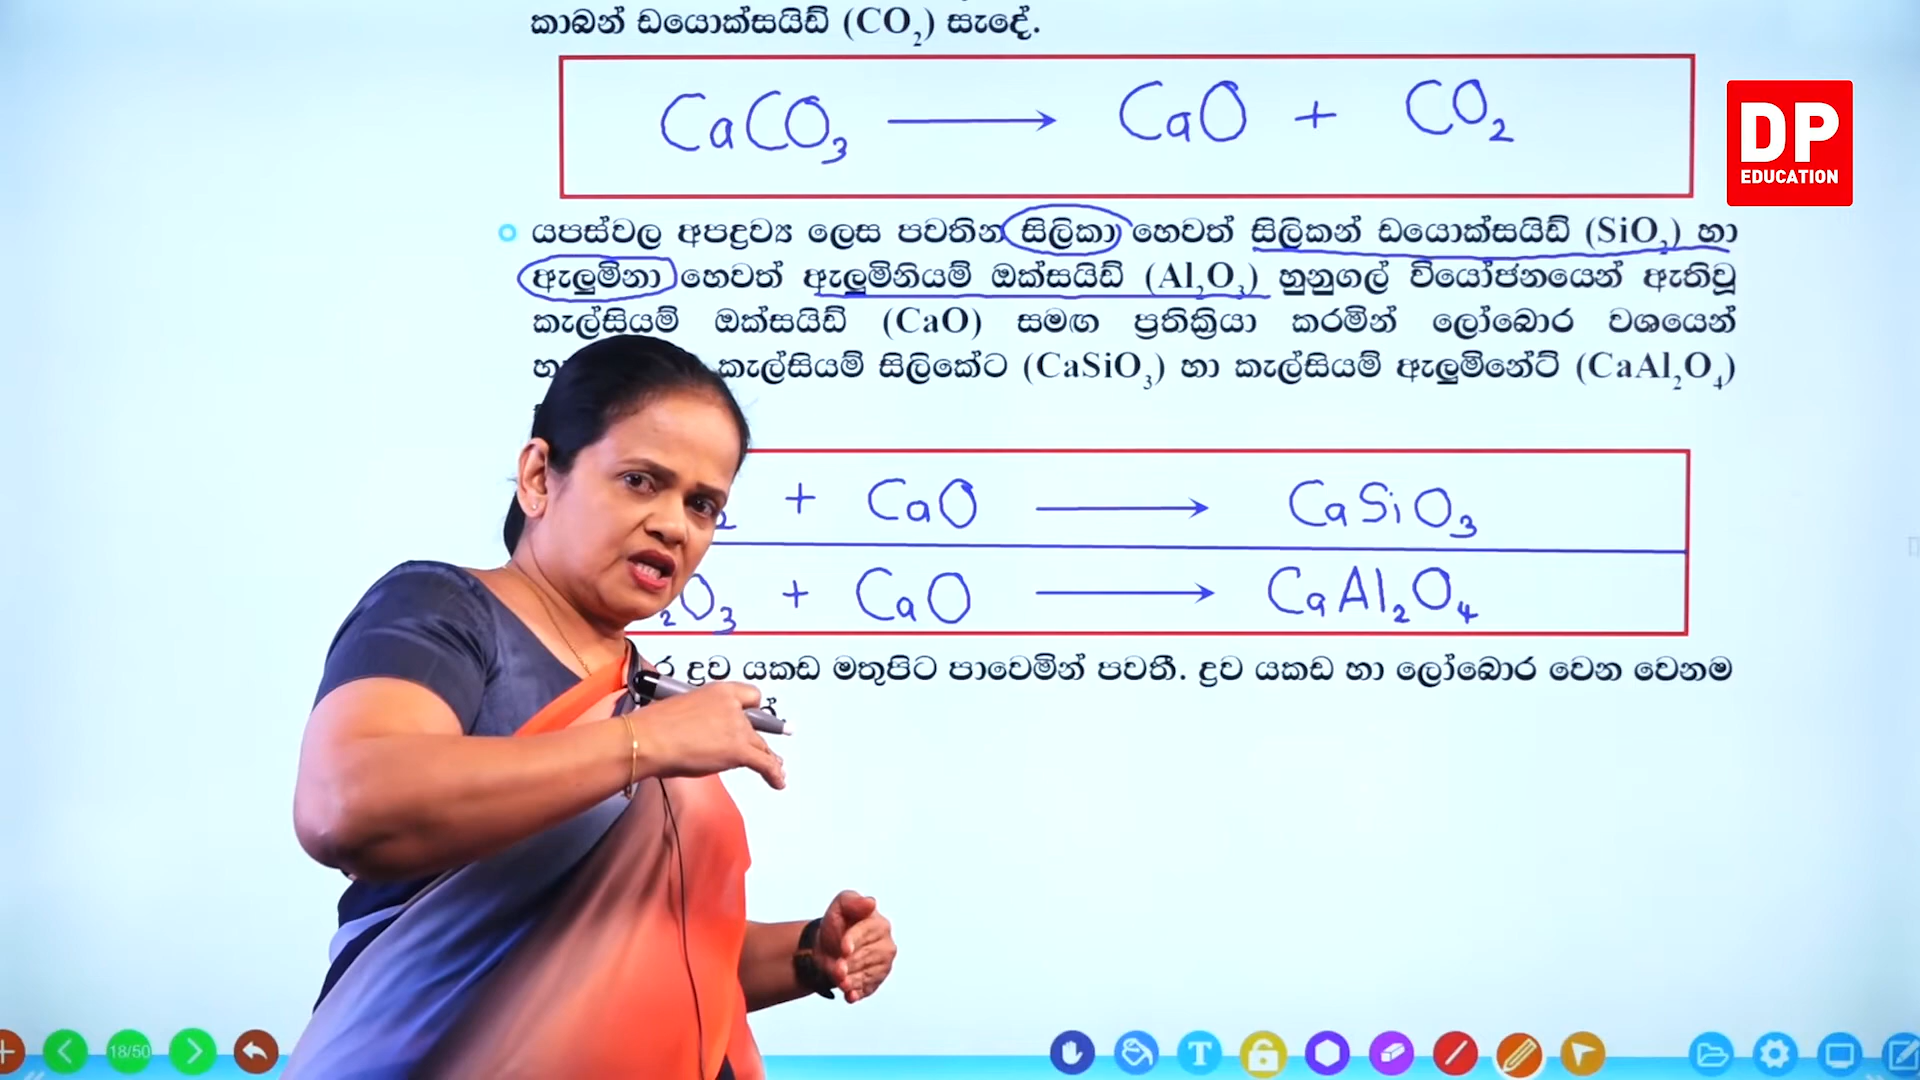 කාබන් ඩයොක්සයිඩ් (CO₂) සැදේ.
CaCO₃ ⟶ CaO + CO₂
DP
EDUCATION
යපස්වල අපද්‍රව්‍ය ලෙස පවතින සිලිකා හෙවත් සිලිකන් ඩයොක්සයිඩ් (SiO₂) හා
ඇලුමිනා හෙවත් ඇලුමිනියම් ඔක්සයිඩ් (Al₂O₃) හුනුගල් වියෝජනයෙන් ඇතිවූ
කැල්සියම් ඔක්සයිඩ් (CaO) සමඟ ප්‍රතික්‍රියා කරමින් ලෝබොර වශයෙන්
කැල්සියම් සිලිකේට (CaSiO₃) හා කැල්සියම් ඇලුමිනේට් (CaAl₂O₄)
₂ + CaO ⟶ CaSiO₃
₂O₃ + CaO ⟶ CaAl₂O₄
ර ද්‍රව යකඩ මතුපිට පාවෙමින් පවතී. ද්‍රව යකඩ හා ලෝබොර වෙන වෙනම
18/50
T